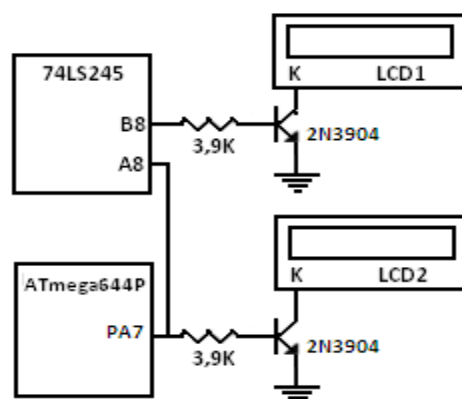 74LS245
K LCD1
B8
2N3904
A8
3,9K
ATmega644P
K LCD2
PA7
2N3904
3,9K